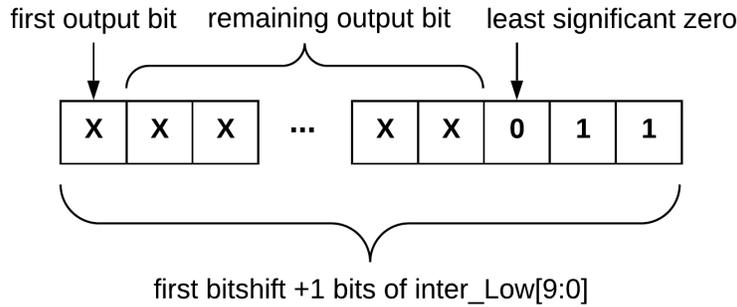 first output bit remaining output bit least significant zero
X X X ... X X 0 1 1
first bitshift +1 bits of inter_Low[9:0]